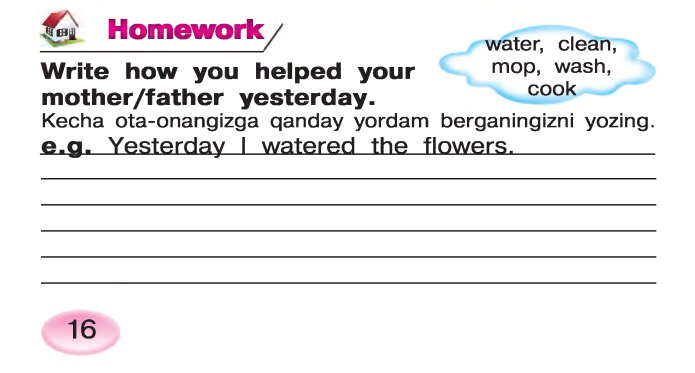 Homework
water, clean,
mop, wash,
cook
Write how you helped your
mother/father yesterday.
Kecha ota-onangizga qanday yordam berganingizni yozing.
e.g. Yesterday I watered the flowers.
16